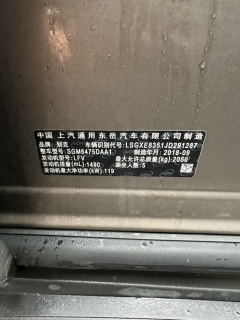 中国上汽通用东岳汽车有限公司制造
品牌: 别克 车辆识别代号: LSGXE8351JD291287
整车型号: SGM6475DAA1 制造年月: 2018-09
发动机型号: LFV 最大允许总质量(kg): 2050
发动机排量(mL): 1490 乘坐人数: 5
发动机最大净功率(kW): 119